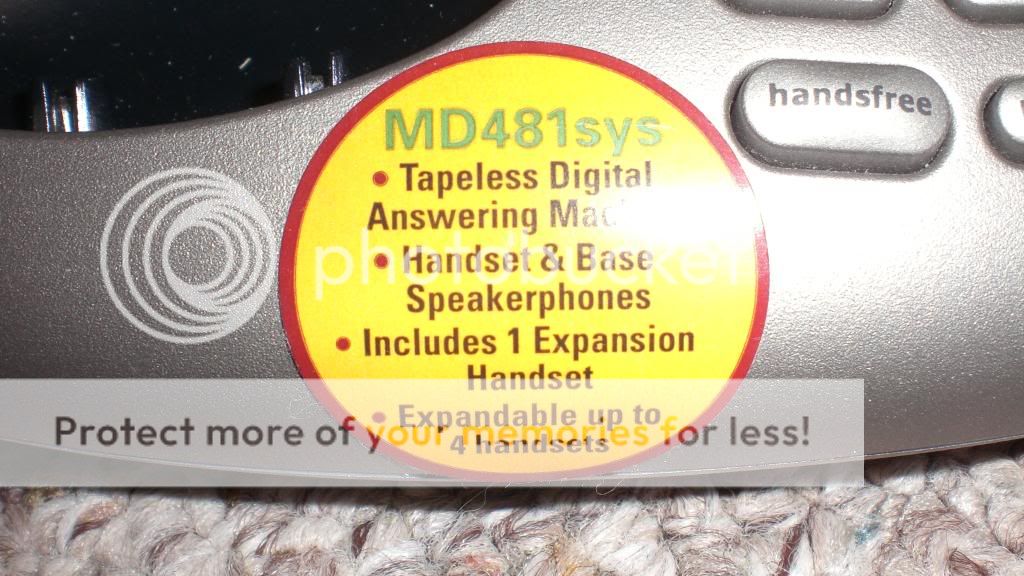 handsfree
MD481sys
• Tapeless Digital
Answering
• Handset & Base
Speakerphones
• Includes 1 Expansion
Handset
• Expandable up to
4 handsets
photobucket
Protect more of your memories for less!